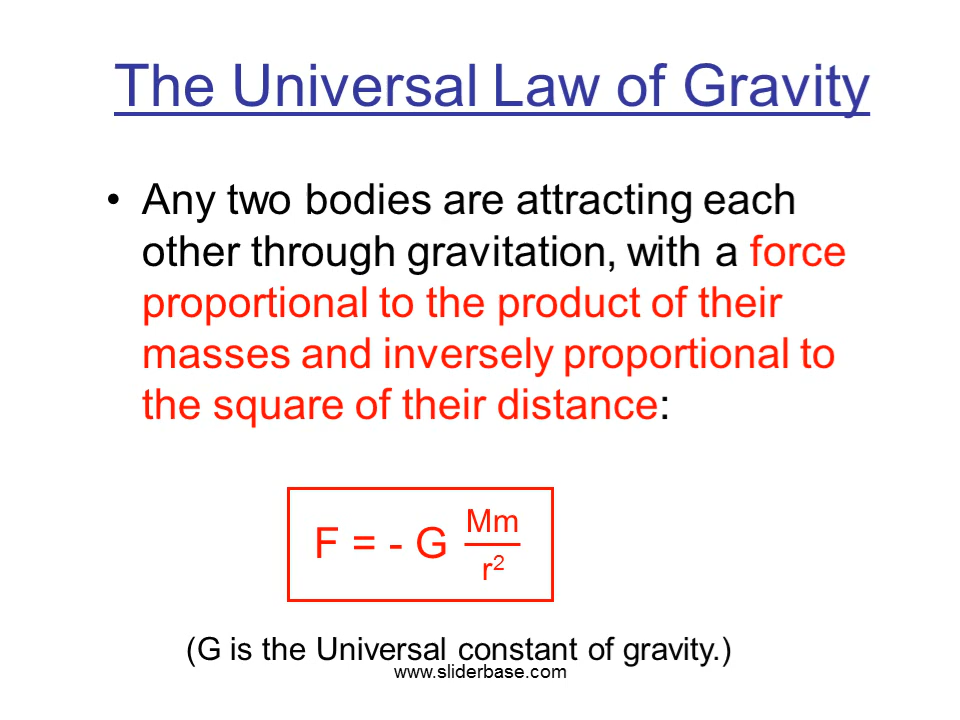 The Universal Law of Gravity
• Any two bodies are attracting each
other through gravitation, with a force
proportional to the product of their
masses and inversely proportional to
the square of their distance:
F = - G Mm
r²
(G is the Universal constant of gravity.)
www.sliderbase.com